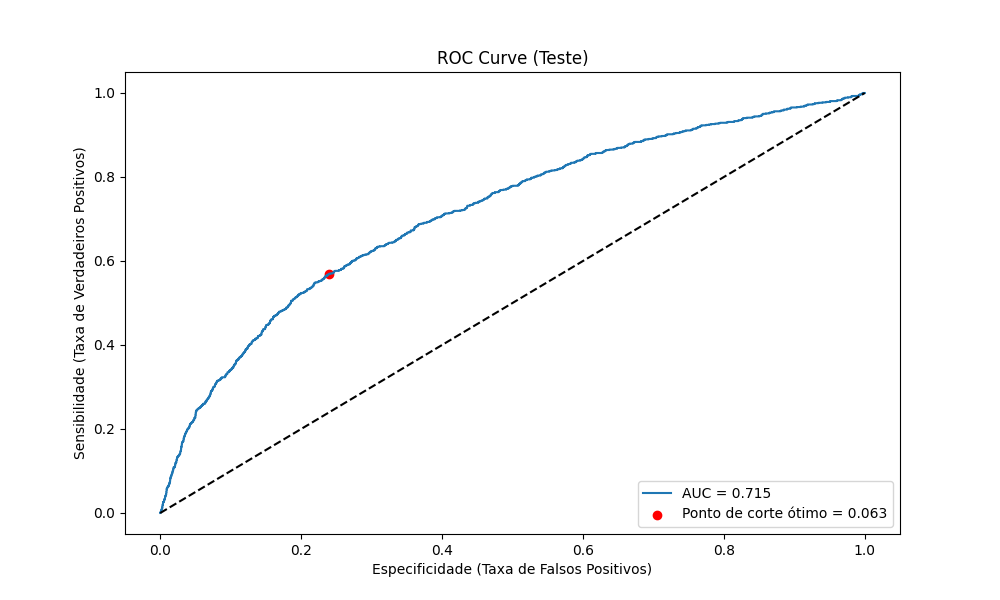 ROC Curve (Teste)
Sensibilidade (Taxa de Verdadeiros Positivos)
1.0
0.8
0.6
0.4
0.2
0.0
AUC = 0.715
Ponto de corte ótimo = 0.063
0.0 0.2 0.4 0.6 0.8 1.0
Especificidade (Taxa de Falsos Positivos)